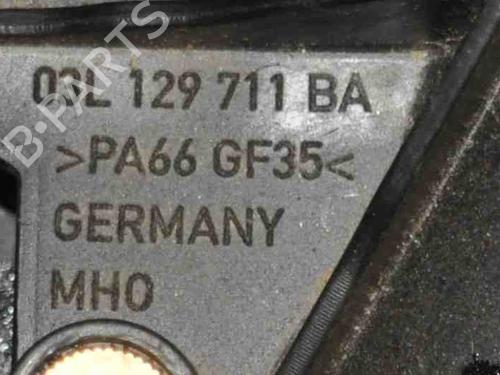 03L 129 711 BA
>PA66 GF35<
GERMANY
MHO
B-PARTS